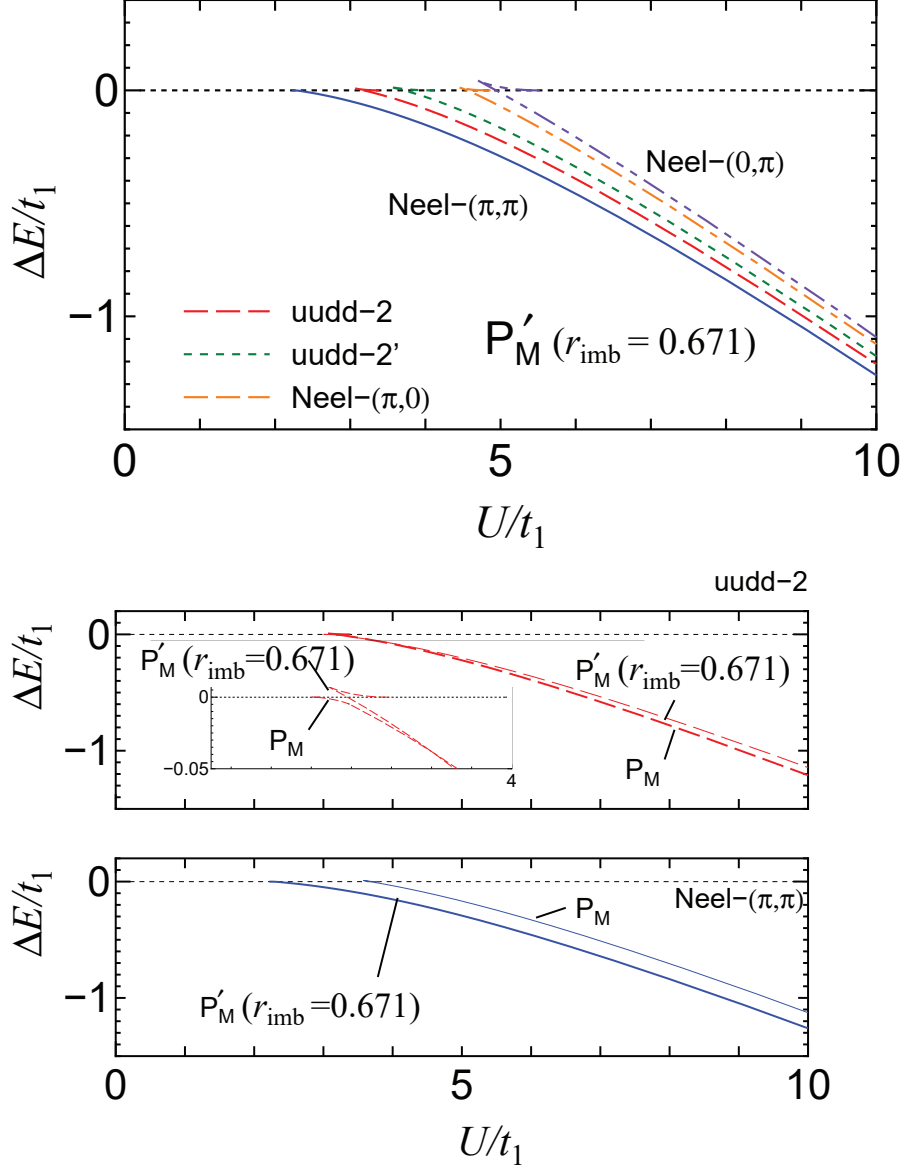 0
−1
ΔE/t₁
Neel−(0,π)
Neel−(π,π)
uudd−2
uudd−2’
Neel−(π,0)
P′M (rimb = 0.671)
0
5
10
U/t₁
uudd−2
0
−1
ΔE/t₁
P′M (rimb=0.671)
0
PM
−0.05
4
P′M (rimb=0.671)
PM
0
−1
ΔE/t₁
PM
Neel−(π,π)
P′M (rimb=0.671)
0
5
10
U/t₁